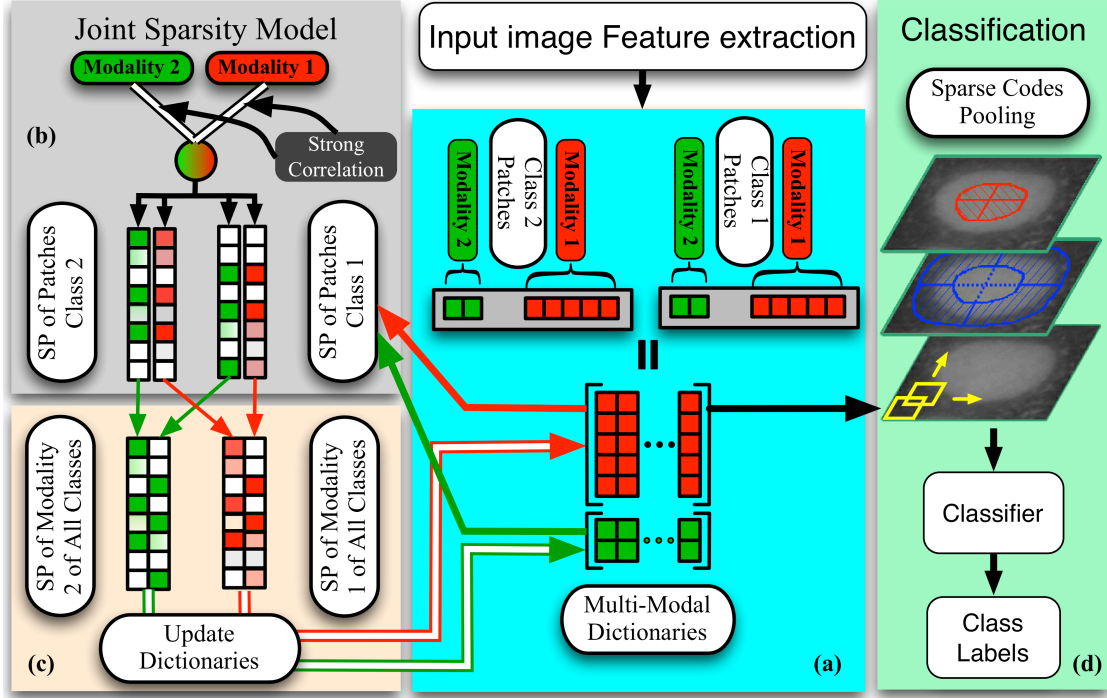 Joint Sparsity Model
Modality 2
Modality 1
(b)
Strong
Correlation
SP of Patches
Class 2
SP of Patches
Class 1
SP of Modality
2 of All Classes
SP of Modality
1 of All Classes
Update
Dictionaries
(c)
Input image Feature extraction
Modality 2
Class 2
Patches
Modality 1
Modality 2
Class 1
Patches
Modality 1
Multi-Modal
Dictionaries
(a)
Classification
Sparse Codes
Pooling
Classifier
Class
Labels
(d)